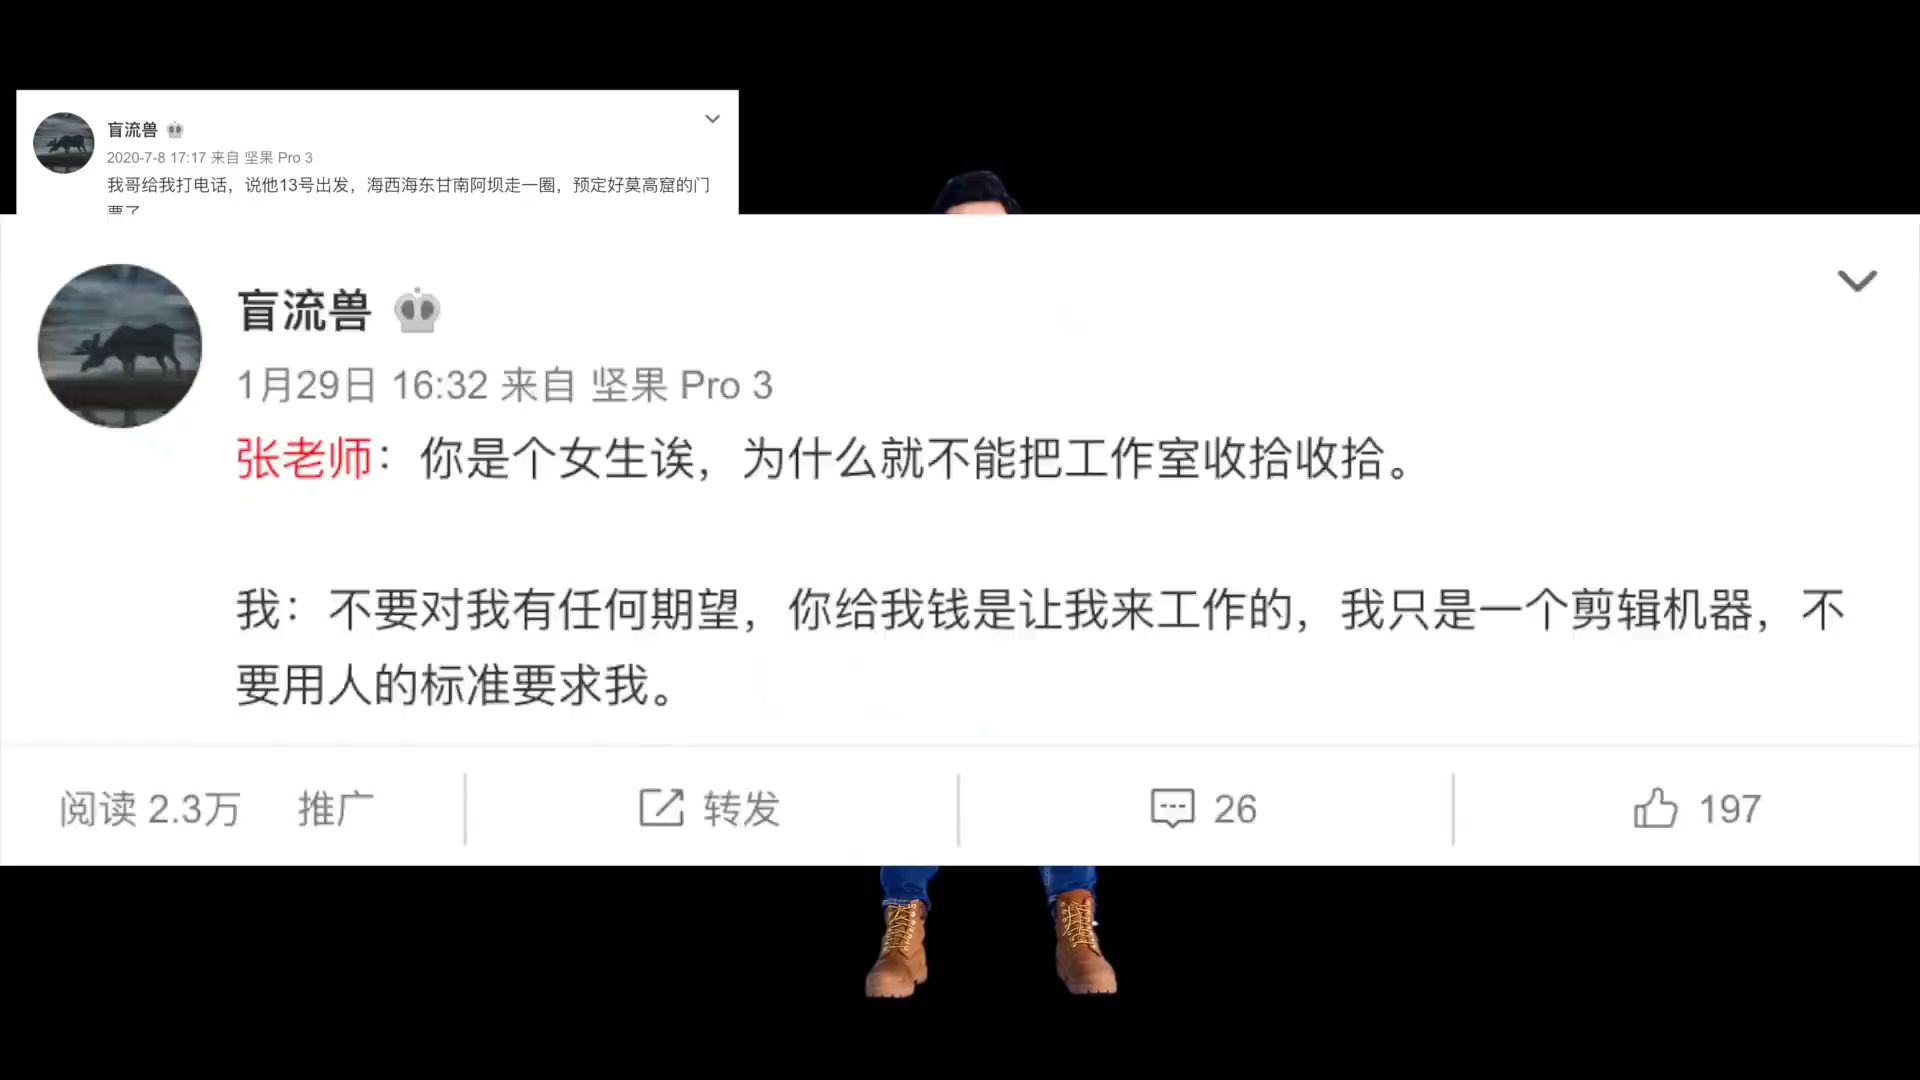 盲流兽
2020-7-8 17:17 来自 坚果 Pro 3
我哥给我打电话，说他13号出发，海西海东甘南阿坝走一圈，预定好莫高窟的门
票了
盲流兽
1月29日 16:32 来自 坚果 Pro 3
张老师：你是个女生诶，为什么就不能把工作室收拾收拾。
我：不要对我有任何期望，你给我钱是让我来工作的，我只是一个剪辑机器，不
要用人的标准要求我。
阅读 2.3万 推广 转发 26 197